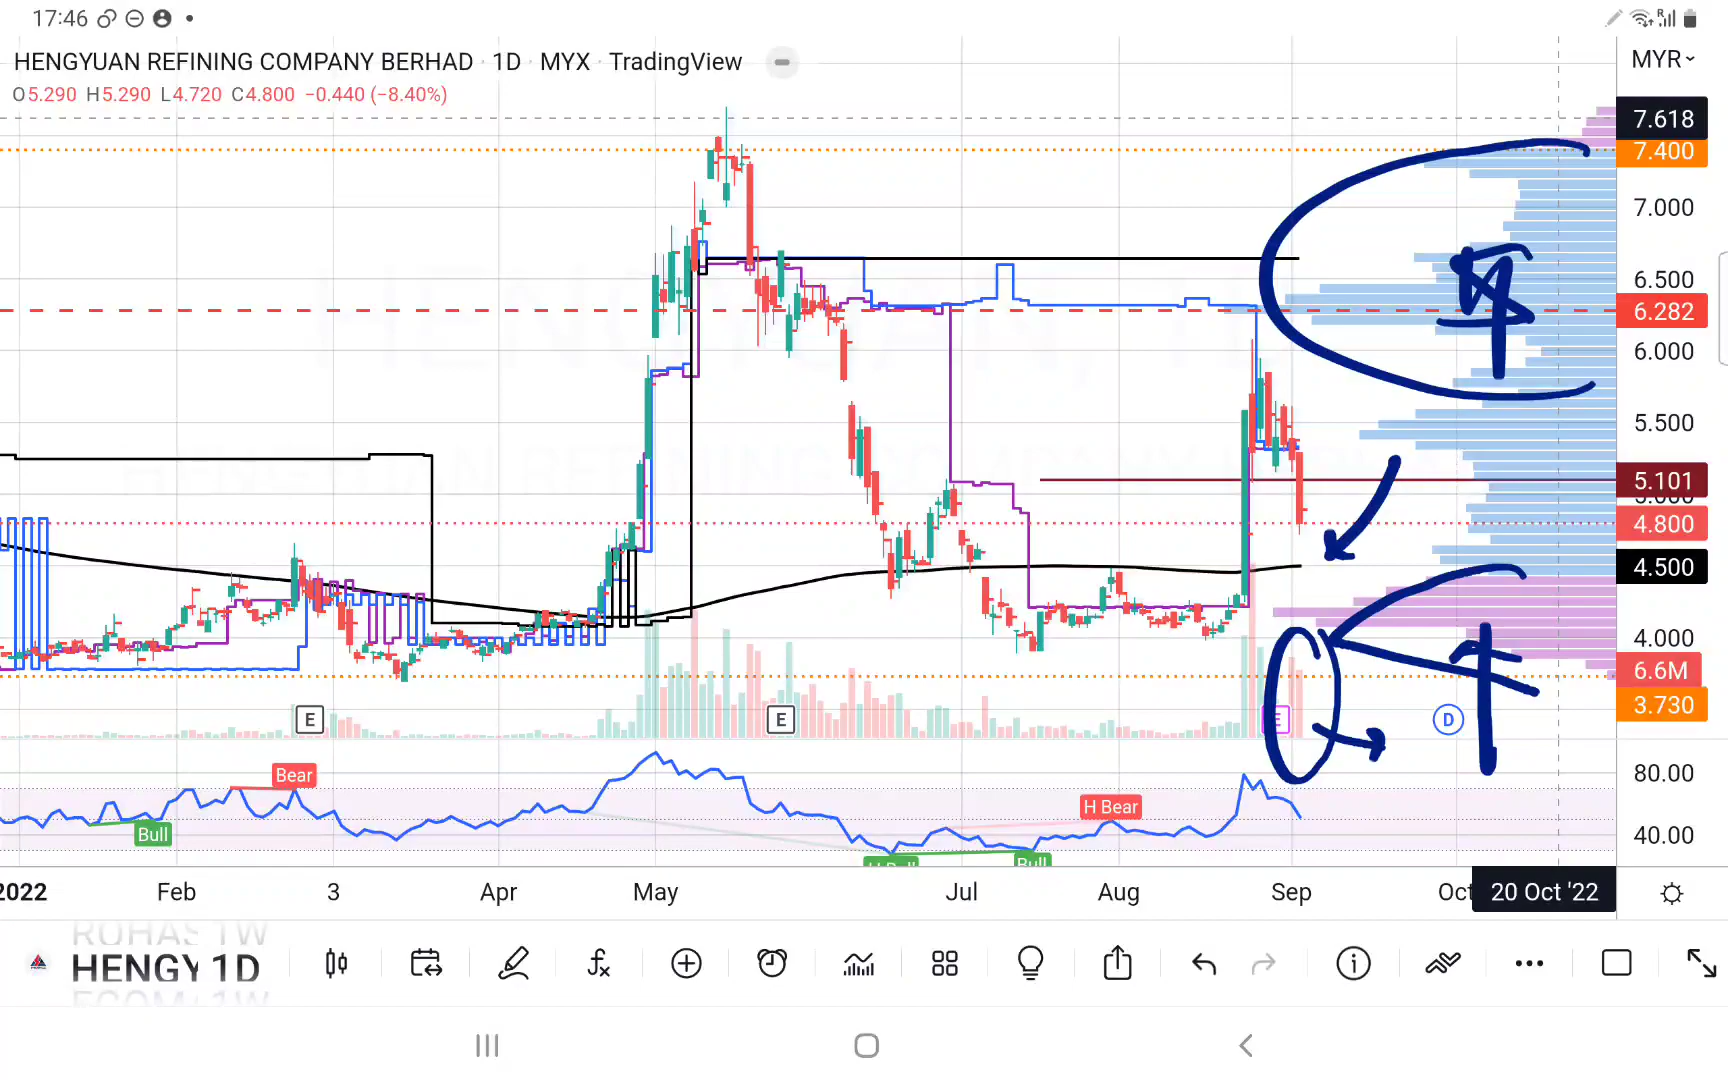 17:46
HENGYUAN REFINING COMPANY BERHAD · 1D · MYX · TradingView
MYR
O5.290 H5.290 L4.720 C4.800 −0.440 (−8.40%)
7.618
7.400
7.000
6.500
6.282
6.000
5.500
5.101
4.800
4.500
4.000
6.6M
3.730
E
E
E
D
80.00
Bear
H Bear
Bull
40.00
Bull
2022 Feb 3 Apr May Jul Aug Sep Oct 20 Oct '22
HENGY 1D